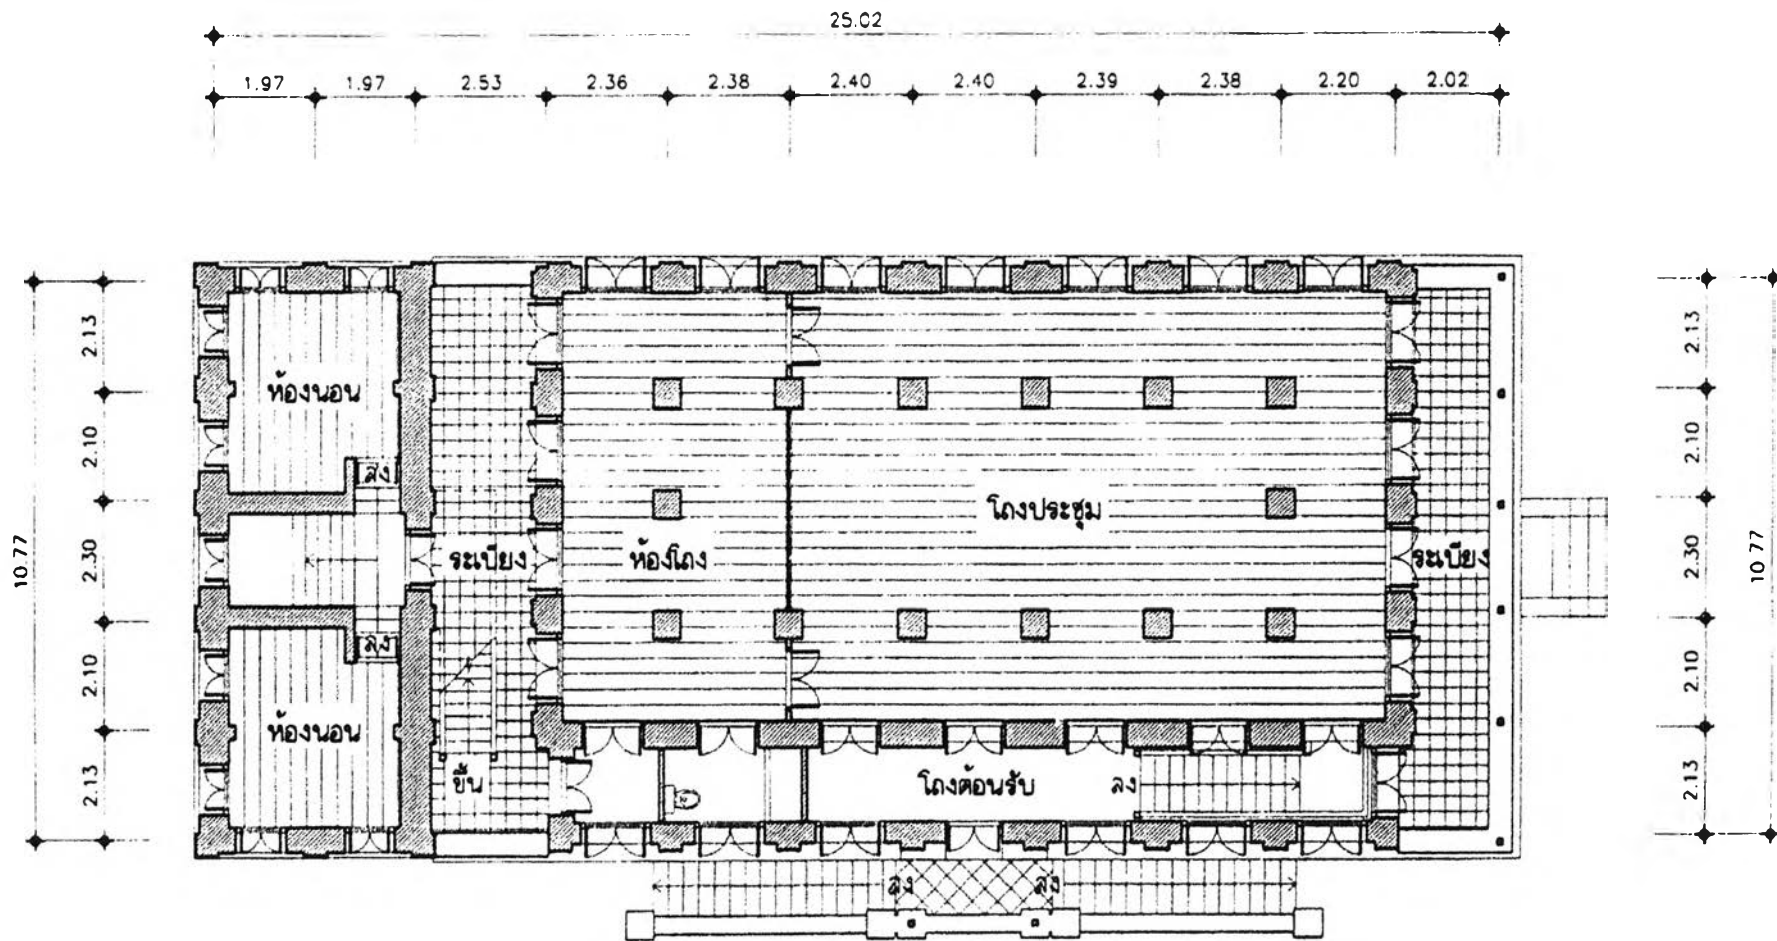 25.02
1.97 1.97 2.53 2.36 2.38 2.40 2.40 2.39 2.38 2.20 2.02
10.77
2.13
2.10
2.30
2.10
2.13
ห้องนอน
ลง
ระเบียง
ห้องโถง
โถงประชุม
ระเบียง
ลง
ห้องนอน
ขึ้น
โถงต้อนรับ
ลง
ลง
ลง
2.13
2.10
2.30
2.10
2.13
10.77